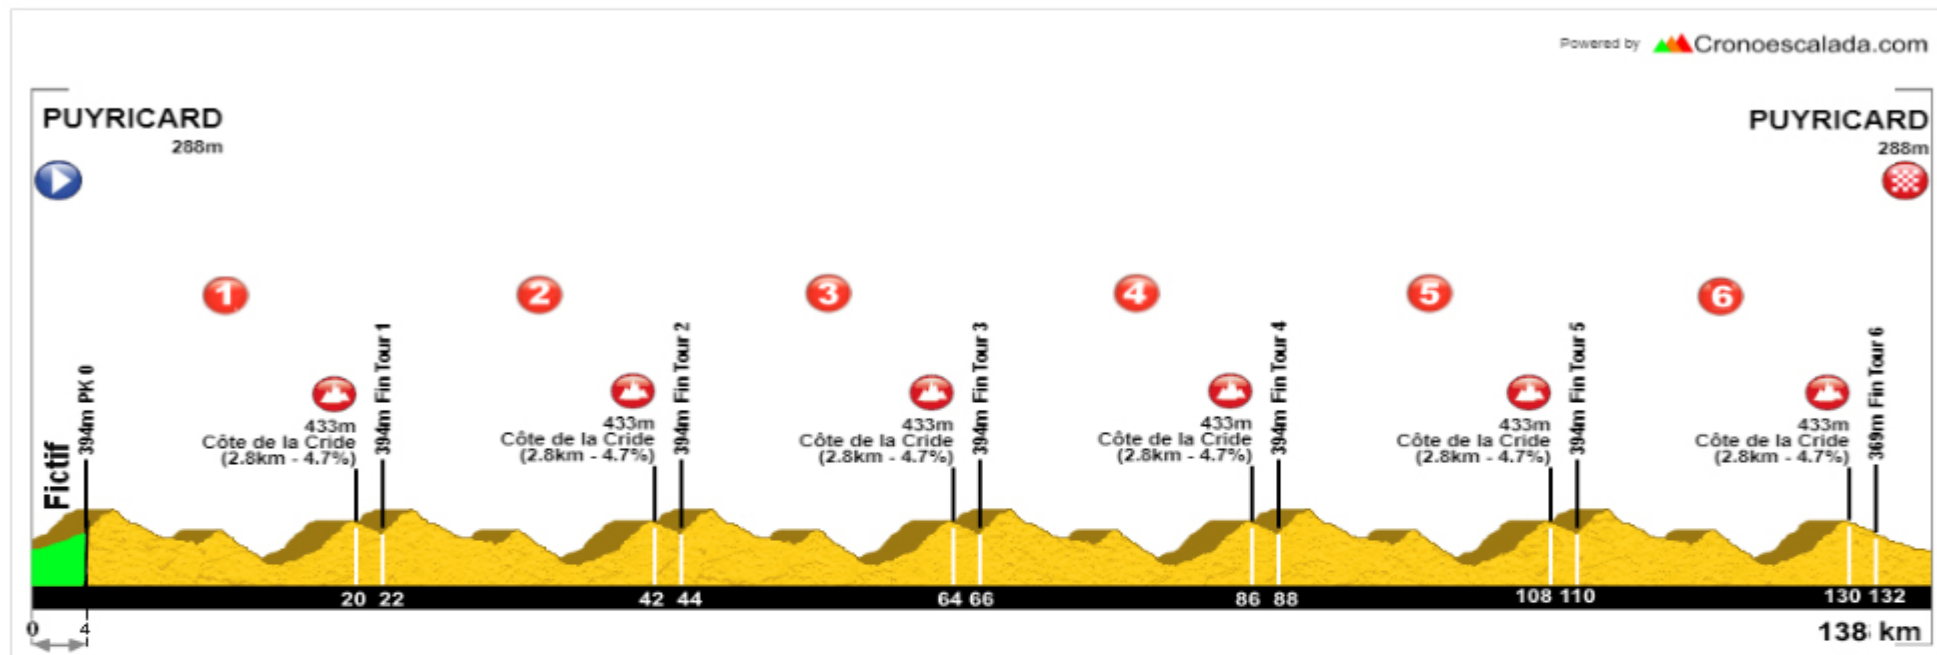 Powered by Cronoescalada.com
PUYRICARD
288m
PUYRICARD
288m
1
2
3
4
5
6
Fictif
394m PK 0
433m
Côte de la Cride
(2.8km - 4.7%)
394m Fin Tour 1
433m
Côte de la Cride
(2.8km - 4.7%)
394m Fin Tour 2
433m
Côte de la Cride
(2.8km - 4.7%)
394m Fin Tour 3
433m
Côte de la Cride
(2.8km - 4.7%)
394m Fin Tour 4
433m
Côte de la Cride
(2.8km - 4.7%)
394m Fin Tour 5
433m
Côte de la Cride
(2.8km - 4.7%)
369m Fin Tour 6
20 22 42 44 64 66 86 88 108 110 130 132
0 4 138 km